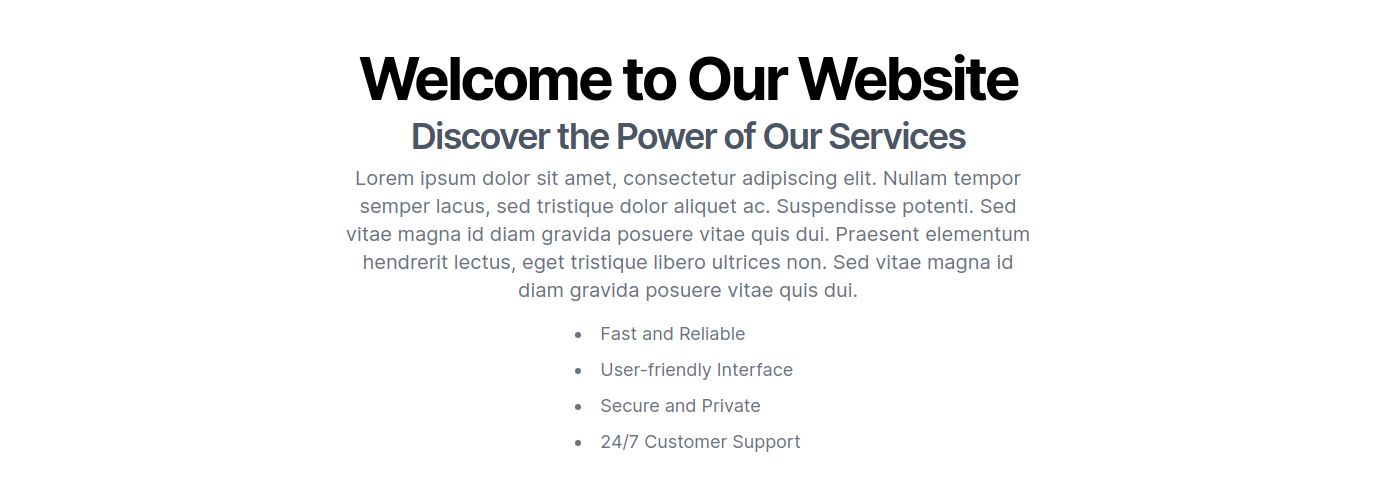 Welcome to Our Website
Discover the Power of Our Services
Lorem ipsum dolor sit amet, consectetur adipiscing elit. Nullam tempor
semper lacus, sed tristique dolor aliquet ac. Suspendisse potenti. Sed
vitae magna id diam gravida posuere vitae quis dui. Praesent elementum
hendrerit lectus, eget tristique libero ultrices non. Sed vitae magna id
diam gravida posuere vitae quis dui.
• Fast and Reliable
• User-friendly Interface
• Secure and Private
• 24/7 Customer Support